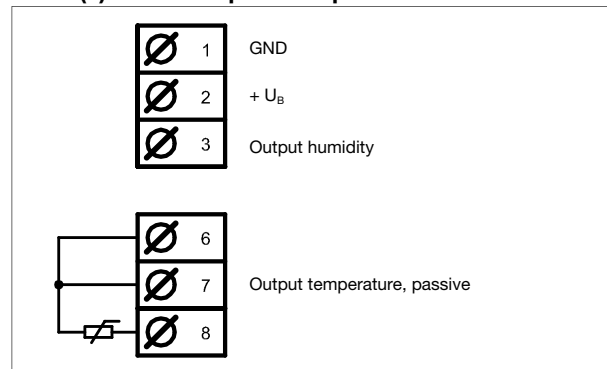 1 GND
2 + U_B
3 Output humidity
6
7 Output temperature, passive
8